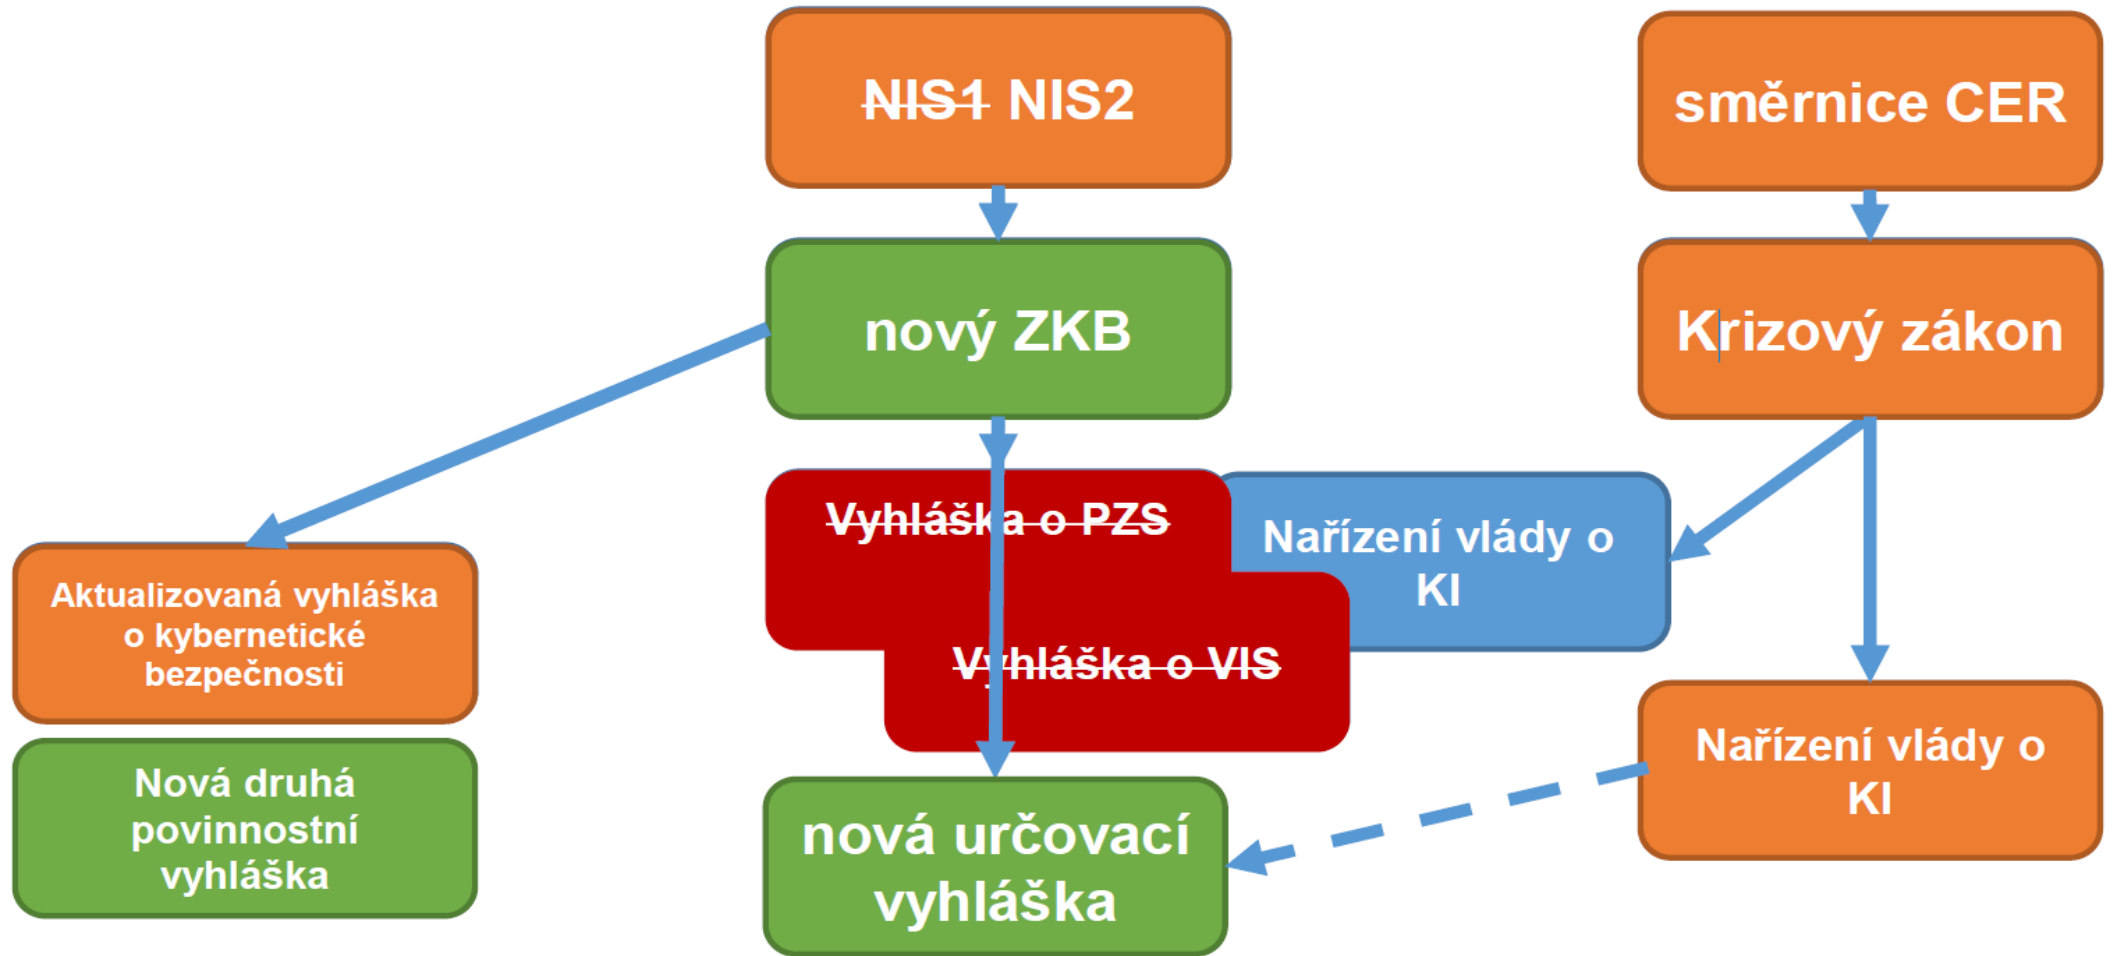 NIS1 NIS2
směrnice CER
nový ZKB
Krizový zákon
Vyhláška o PZS
Nařízení vlády o
KI
Vyhláška o VIS
Aktualizovaná vyhláška
o kybernetické
bezpečnosti
Nařízení vlády o
KI
Nová druhá
povinnostní
vyhláška
nová určovací
vyhláška